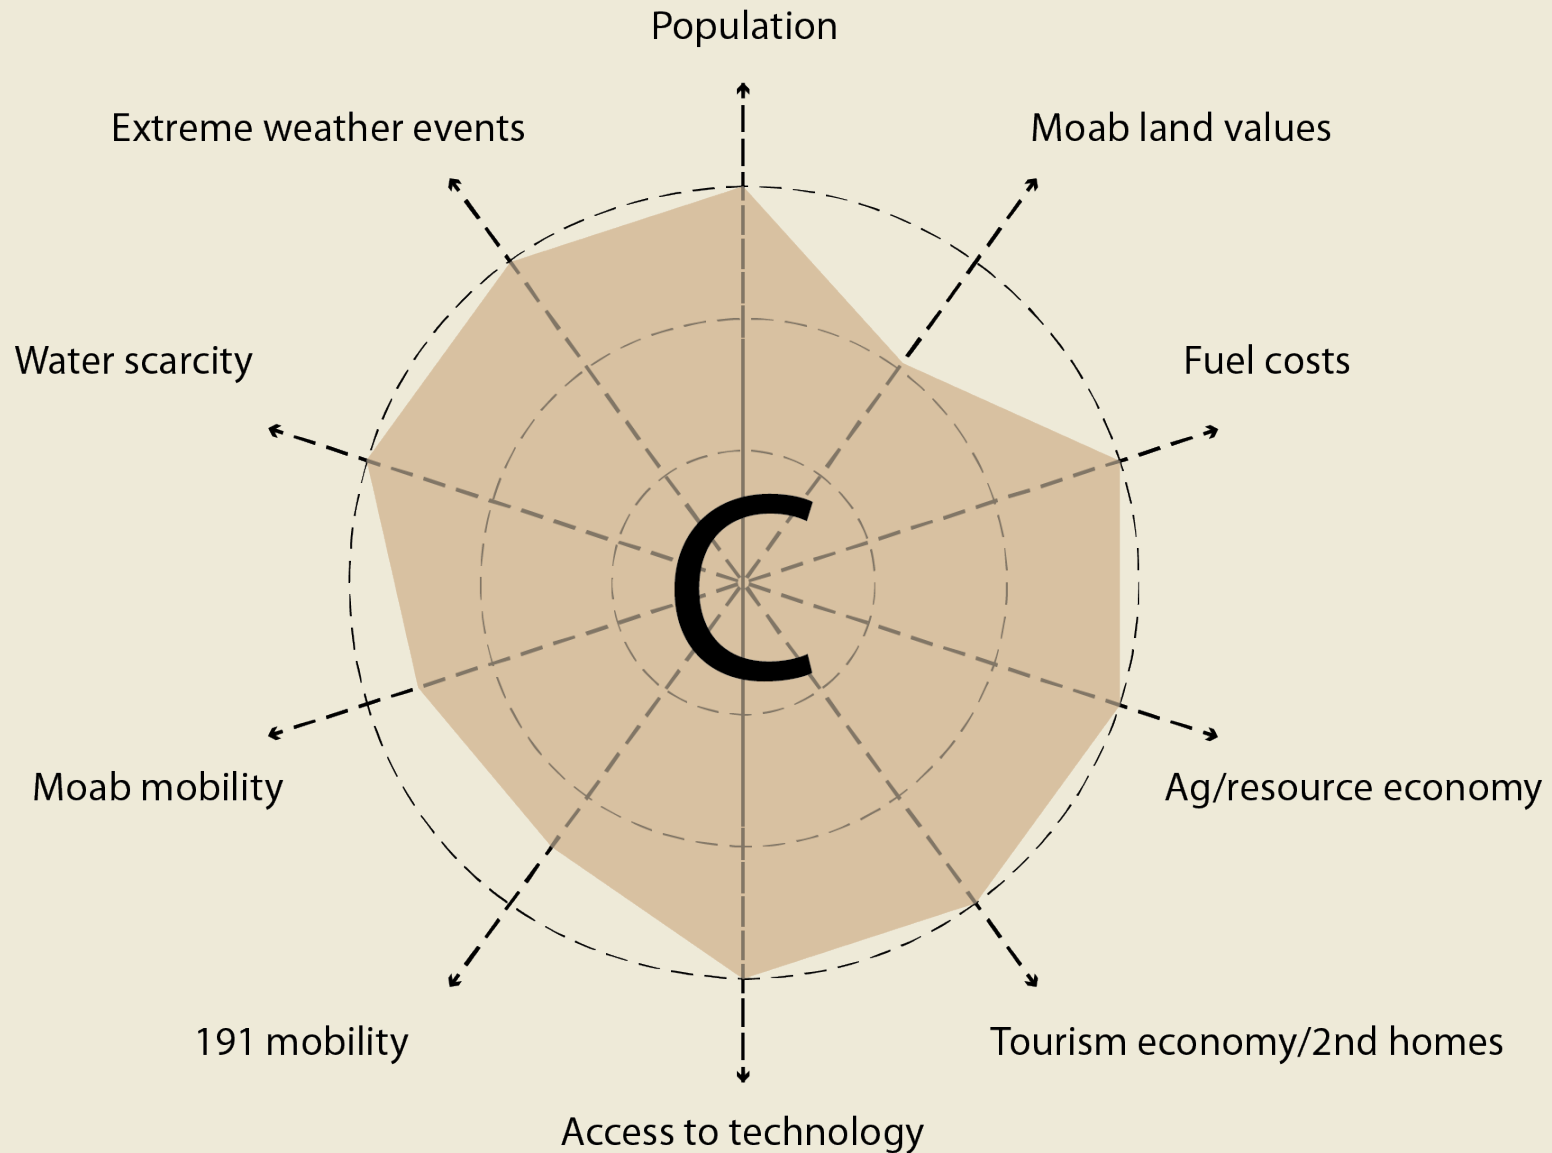 Population
Extreme weather events
Moab land values
Water scarcity
Fuel costs
C
Moab mobility
Ag/resource economy
191 mobility
Tourism economy/2nd homes
Access to technology